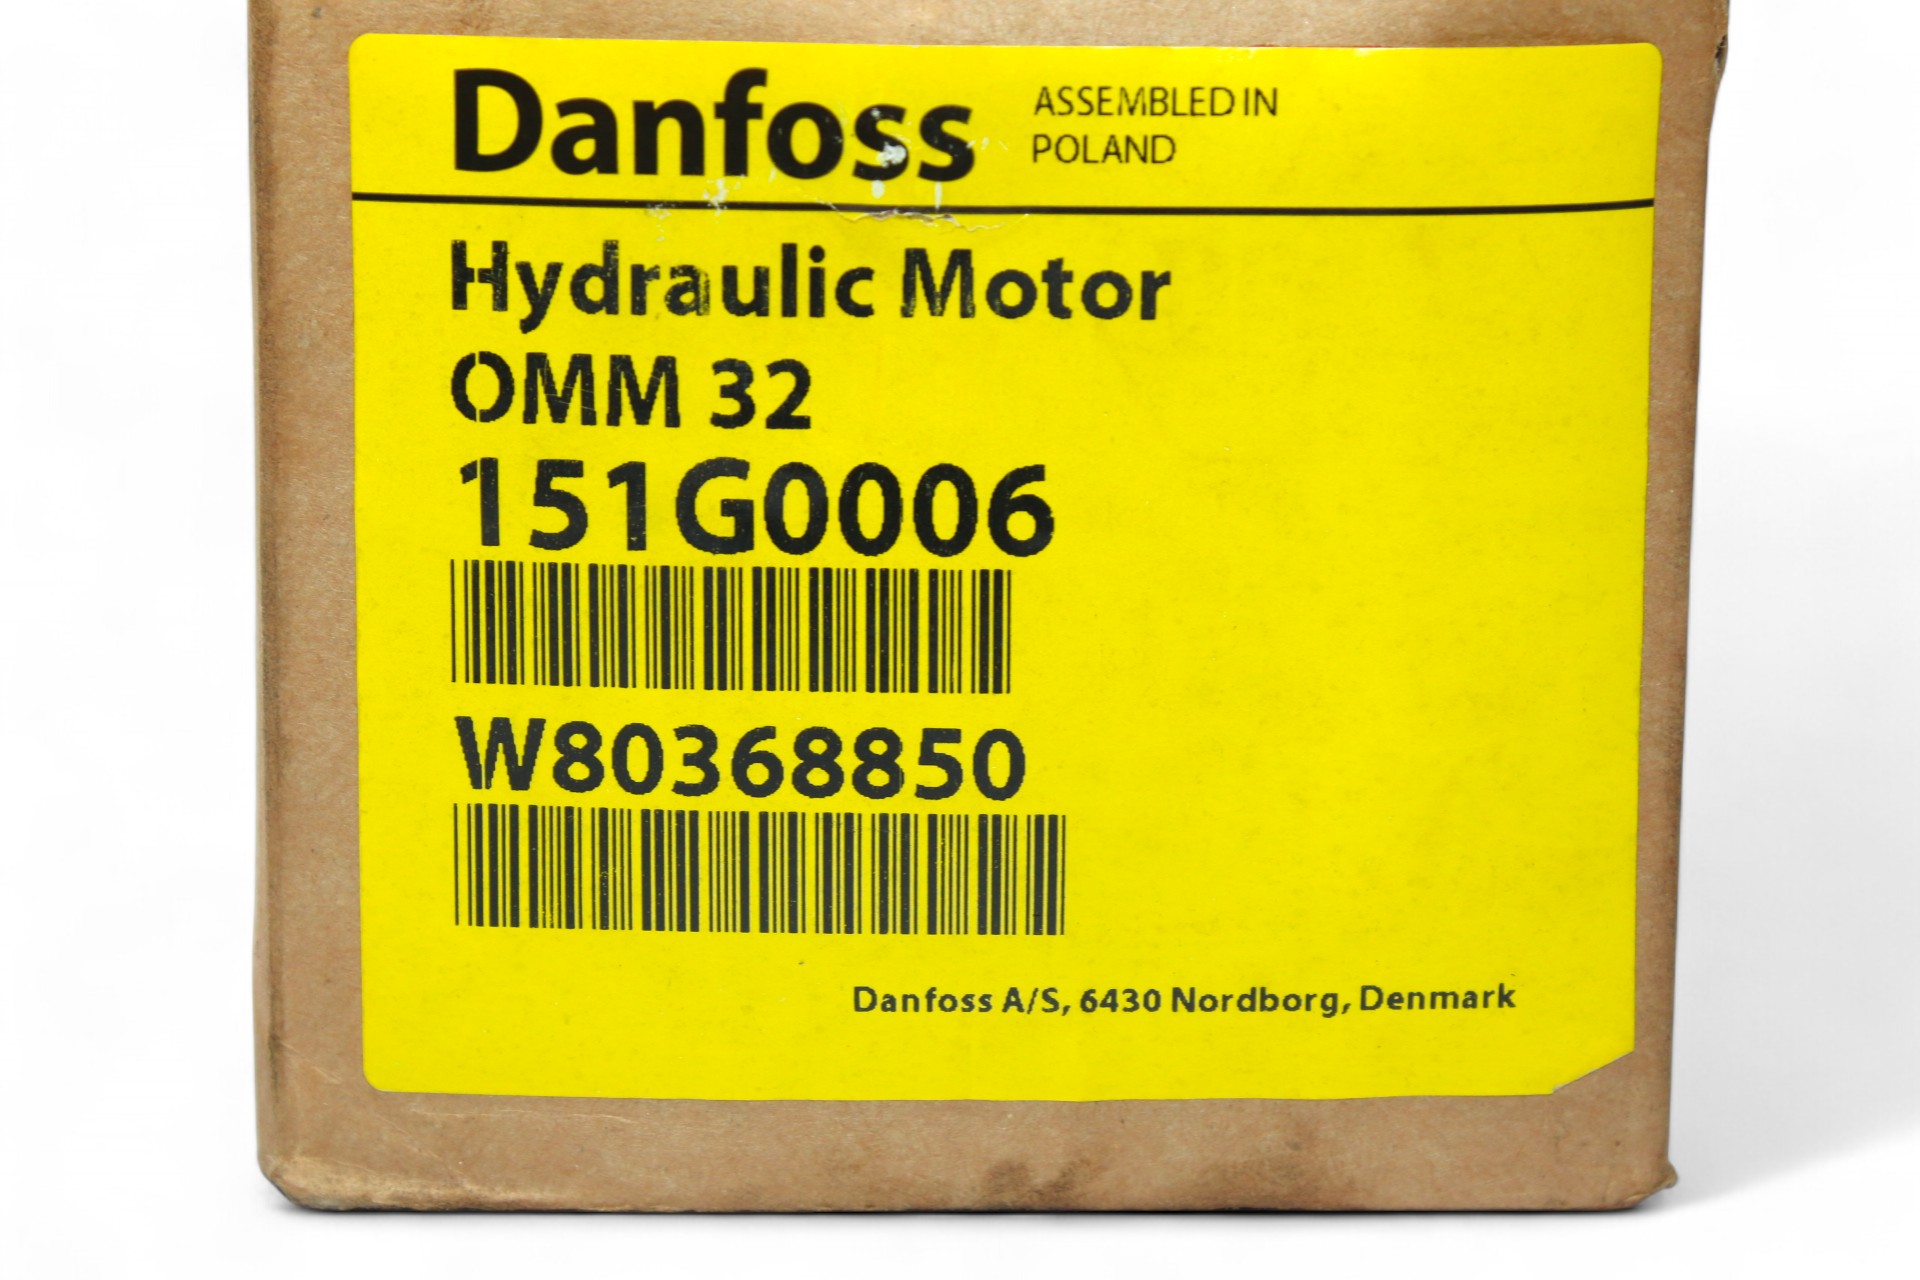 Danfoss
ASSEMBLED IN
POLAND
Hydraulic Motor
OMM 32
151G0006
W80368850
Danfoss A/S, 6430 Nordborg, Denmark